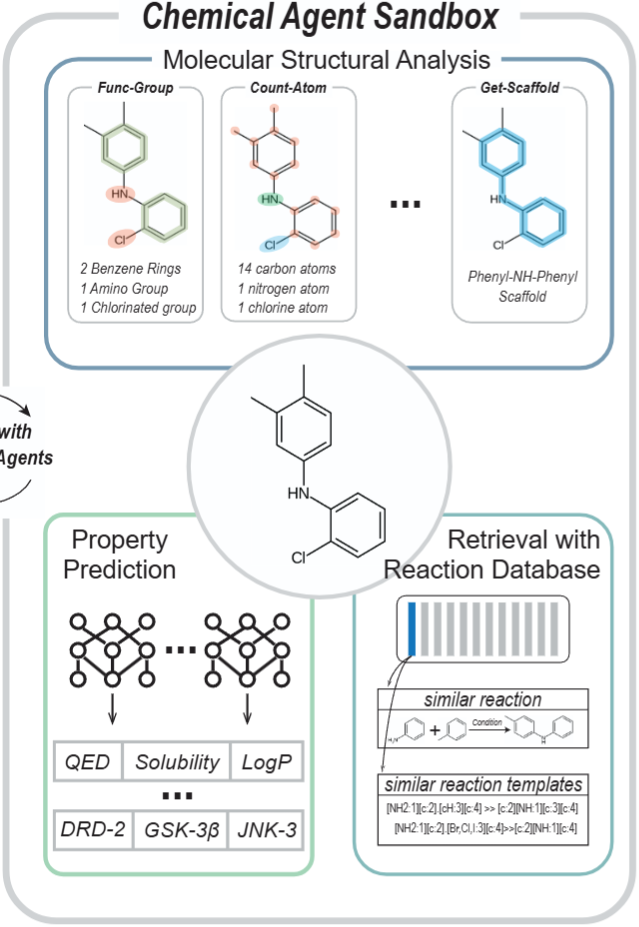 Chemical Agent Sandbox
Molecular Structural Analysis
Func-Group
HN
Cl
2 Benzene Rings
1 Amino Group
1 Chlorinated group
Count-Atom
HN
Cl
14 carbon atoms
1 nitrogen atom
1 chlorine atom
...
Get-Scaffold
HN
Cl
Phenyl-NH-Phenyl
Scaffold
with
Agents
HN
Cl
Property
Prediction
...
QED Solubility LogP
...
DRD-2 GSK-3β JNK-3
Retrieval with
Reaction Database
similar reaction
H₂N + Condition N
H
similar reaction templates
[NH2:1][c:2].[cH:3][c:4] >> [c:2][NH:1][c:3][c:4]
[NH2:1][c:2].[Br,Cl,I:3][c:4]>>[c:2][NH:1][c:4]